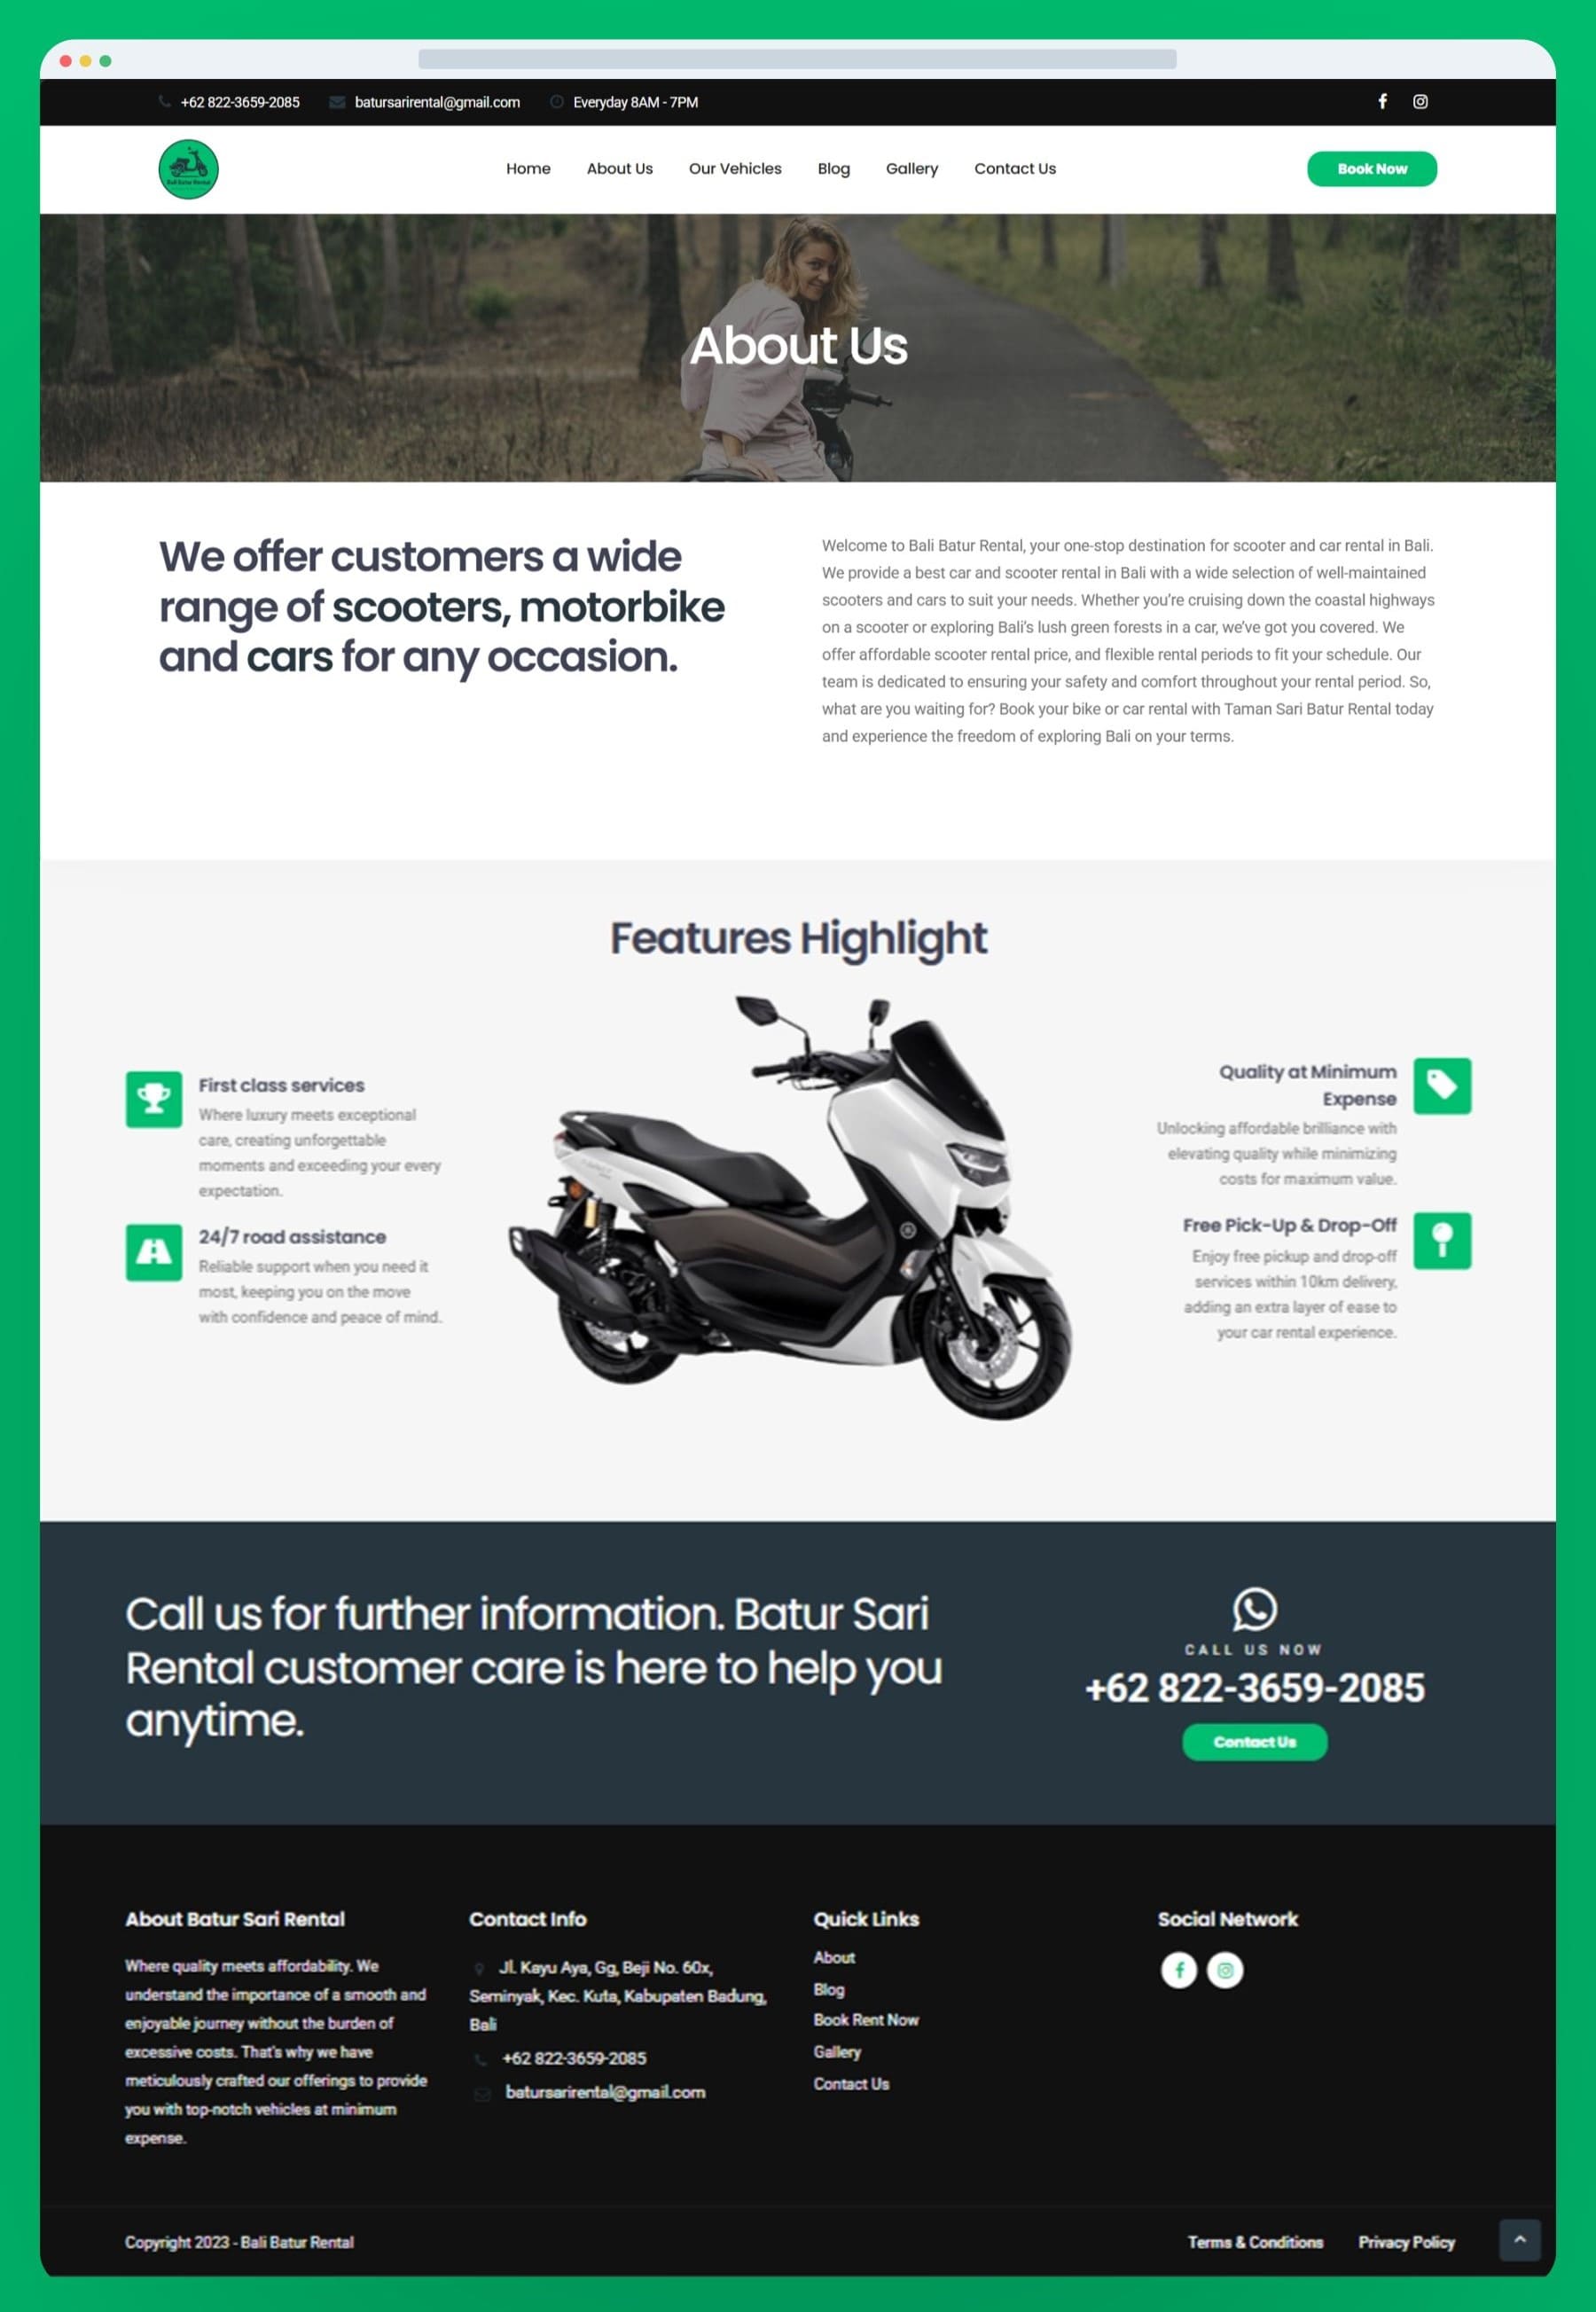 +62 822-3659-2085 batursarirental@gmail.com Everyday 8AM - 7PM
Bali Batur Rental
Home About Us Our Vehicles Blog Gallery Contact Us
Book Now
About Us
We offer customers a wide
range of scooters, motorbike
and cars for any occasion.
Welcome to Bali Batur Rental, your one-stop destination for scooter and car rental in Bali.
We provide a best car and scooter rental in Bali with a wide selection of well-maintained
scooters and cars to suit your needs. Whether you're cruising down the coastal highways
on a scooter or exploring Bali's lush green forests in a car, we've got you covered. We
offer affordable scooter rental price, and flexible rental periods to fit your schedule. Our
team is dedicated to ensuring your safety and comfort throughout your rental period. So,
what are you waiting for? Book your bike or car rental with Taman Sari Batur Rental today
and experience the freedom of exploring Bali on your terms.
Features Highlight
First class services
Where luxury meets exceptional
care, creating unforgettable
moments and exceeding your every
expectation.
24/7 road assistance
Reliable support when you need it
most, keeping you on the move
with confidence and peace of mind.
Quality at Minimum
Expense
Unlocking affordable brilliance with
elevating quality while minimizing
costs for maximum value.
Free Pick-Up & Drop-Off
Enjoy free pickup and drop-off
services within 10km delivery,
adding an extra layer of ease to
your car rental experience.
Call us for further information. Batur Sari
Rental customer care is here to help you
anytime.
CALL US NOW
+62 822-3659-2085
Contact Us
About Batur Sari Rental
Where quality meets affordability. We
understand the importance of a smooth and
enjoyable journey without the burden of
excessive costs. That's why we have
meticulously crafted our offerings to provide
you with top-notch vehicles at minimum
expense.
Contact Info
Jl. Kayu Aya, Gg, Beji No. 60x,
Seminyak, Kec. Kuta, Kabupaten Badung,
Bali
+62 822-3659-2085
batursarirental@gmail.com
Quick Links
About
Blog
Book Rent Now
Gallery
Contact Us
Social Network
Copyright 2023 - Bali Batur Rental
Terms & Conditions Privacy Policy